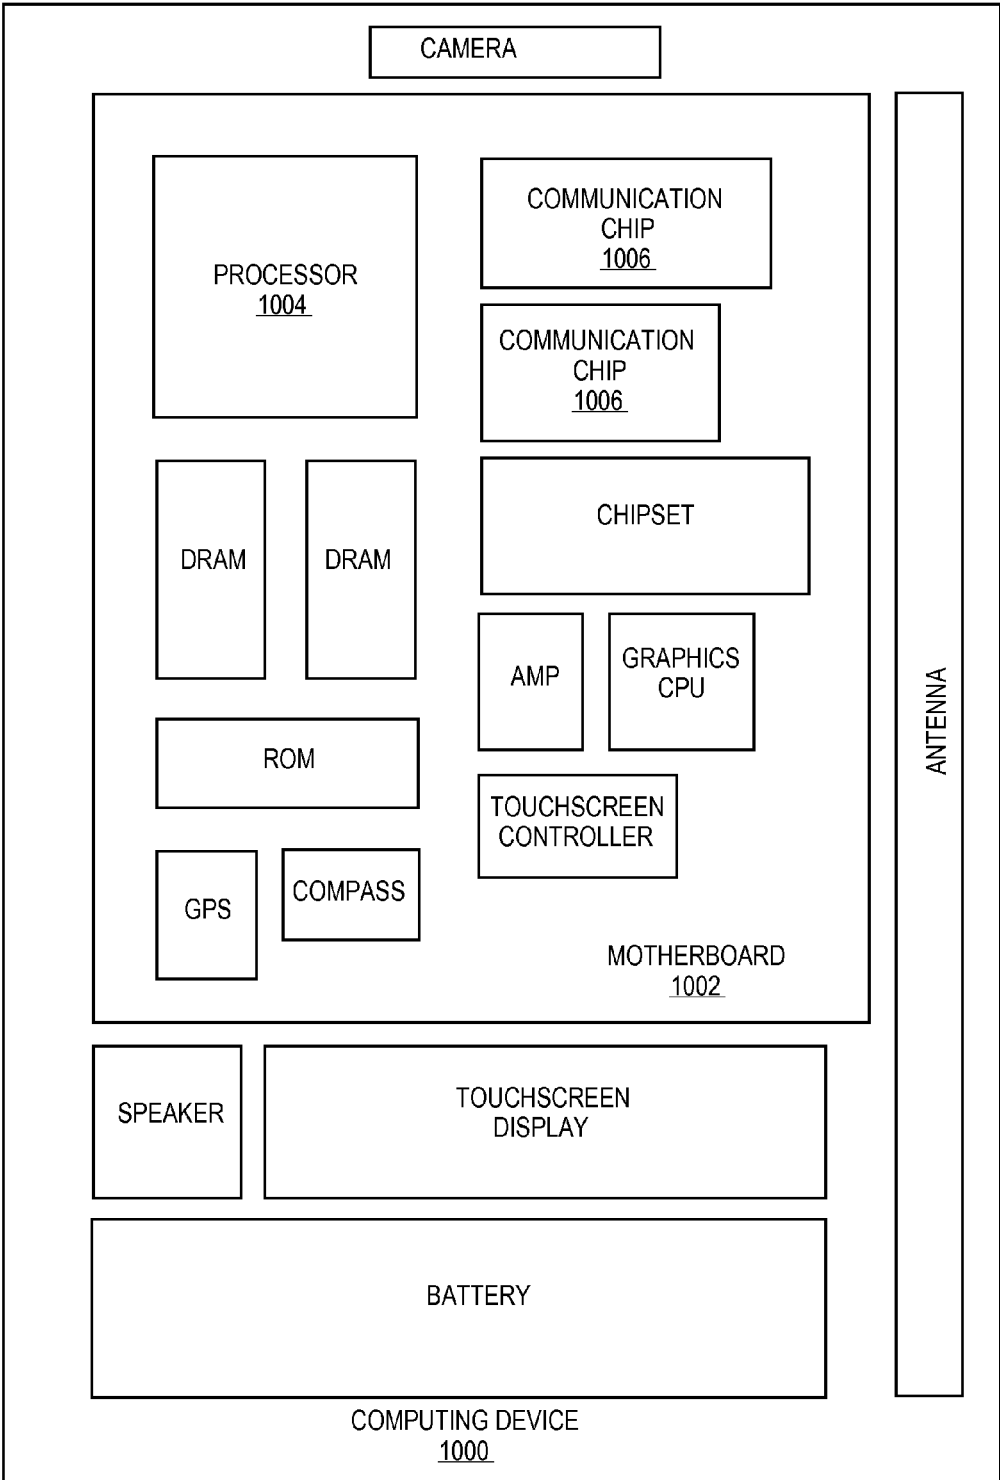 CAMERA
PROCESSOR
1004
COMMUNICATION
CHIP
1006
COMMUNICATION
CHIP
1006
DRAM
DRAM
CHIPSET
AMP
GRAPHICS
CPU
ROM
TOUCHSCREEN
CONTROLLER
GPS
COMPASS
MOTHERBOARD
1002
ANTENNA
SPEAKER
TOUCHSCREEN
DISPLAY
BATTERY
COMPUTING DEVICE
1000